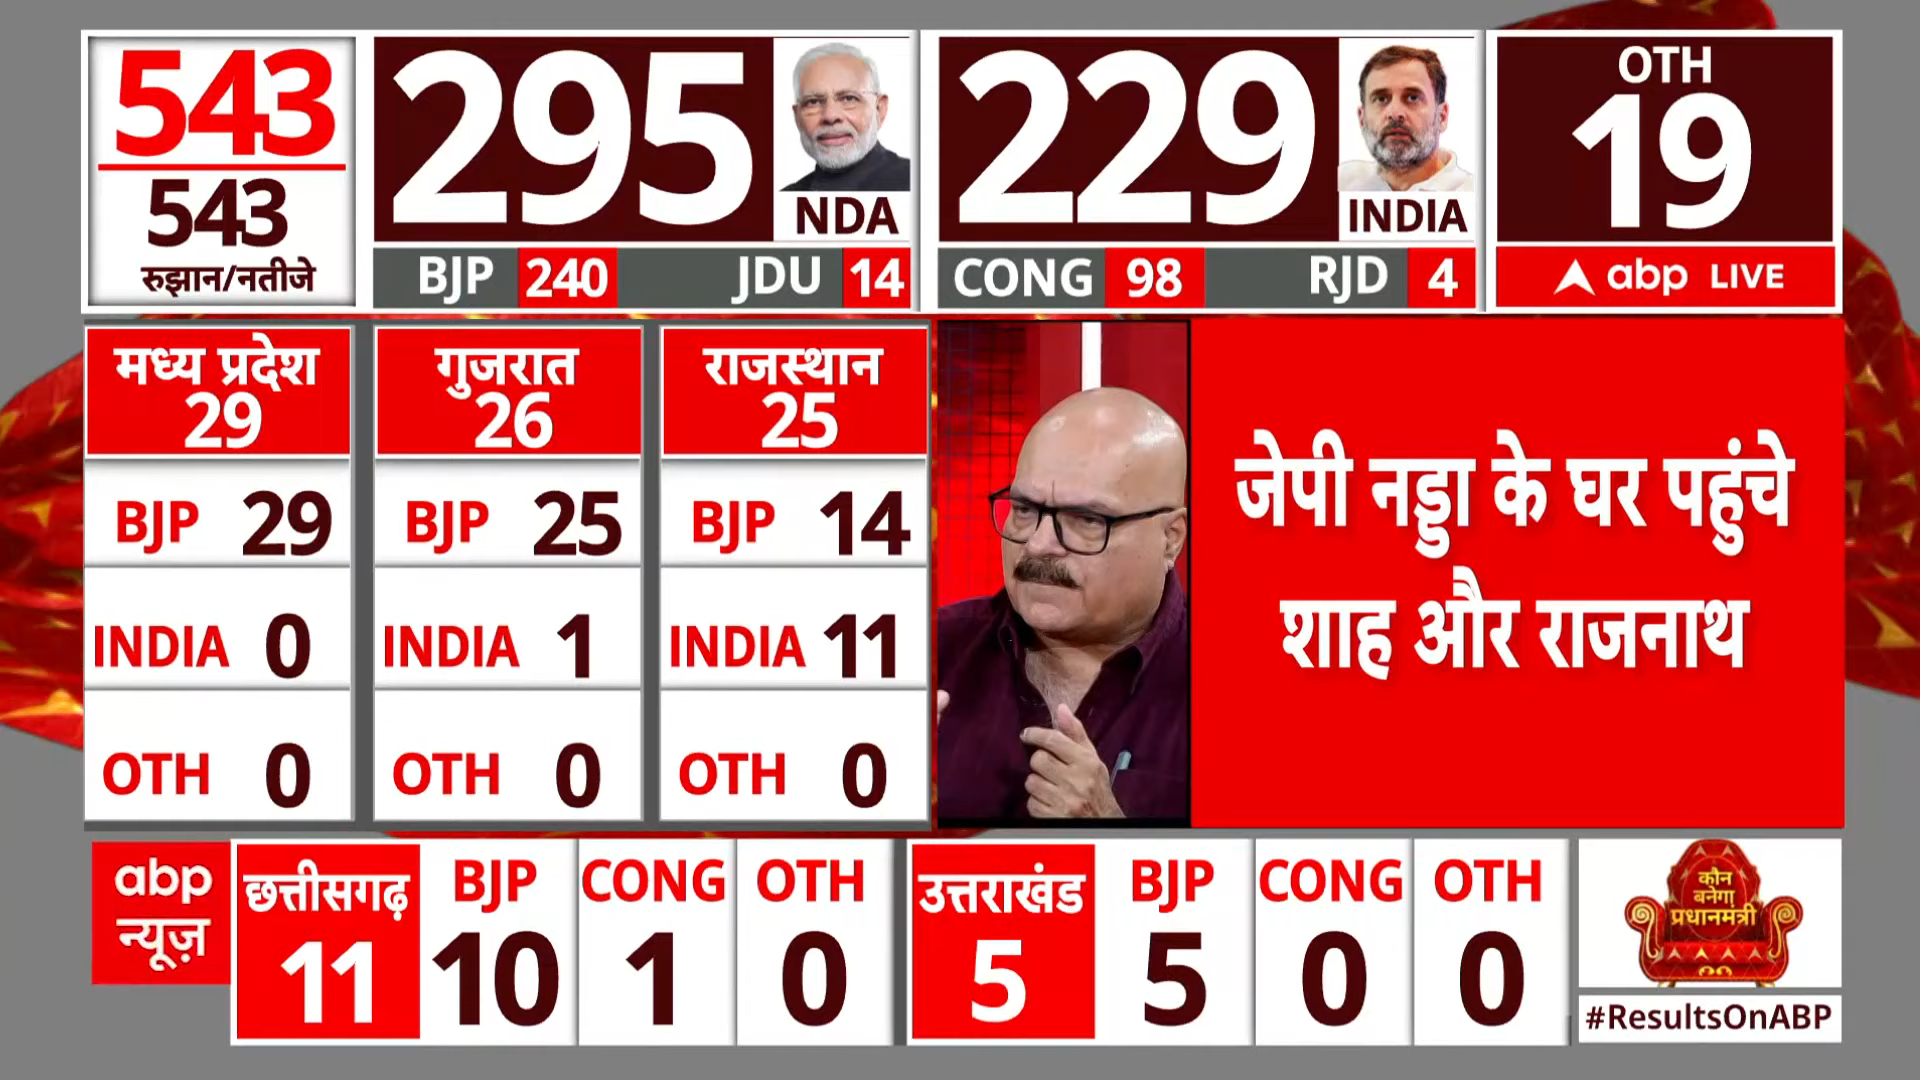 543
543
रुझान/नतीजे
295
NDA
BJP 240 JDU 14
229
INDIA
CONG 98 RJD 4
OTH
19
abp LIVE
मध्य प्रदेश
29
BJP 29
INDIA 0
OTH 0
गुजरात
26
BJP 25
INDIA 1
OTH 0
राजस्थान
25
BJP 14
INDIA 11
OTH 0
जेपी नड्डा के घर पहुंचे
शाह और राजनाथ
abp
न्यूज़
छत्तीसगढ़ BJP CONG OTH
11 10 1 0
उत्तराखंड BJP CONG OTH
5 5 0 0
कौन
बनेगा
प्रधानमंत्री
#ResultsOnABP